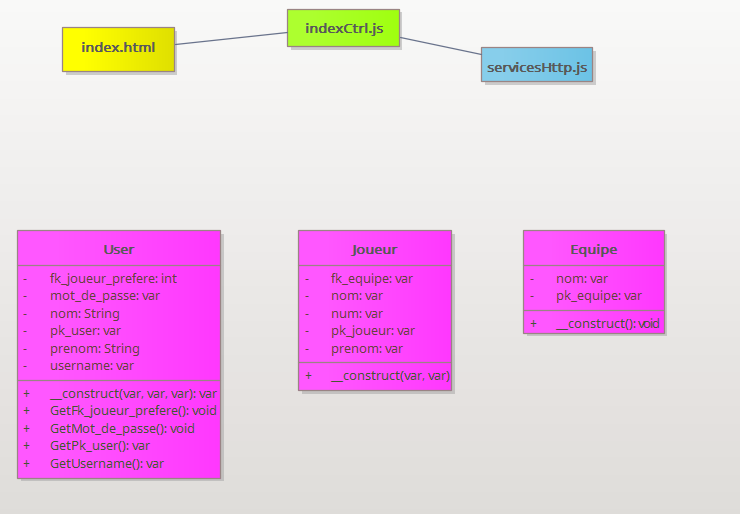 index.html
indexCtrl.js
servicesHttp.js
User
- fk_joueur_prefere: int
- mot_de_passe: var
- nom: String
- pk_user: var
- prenom: String
- username: var
+ __construct(var, var, var): var
+ GetFk_joueur_prefere(): void
+ GetMot_de_passe(): void
+ GetPk_user(): var
+ GetUsername(): var
Joueur
- fk_equipe: var
- nom: var
- num: var
- pk_joueur: var
- prenom: var
+ __construct(var, var)
Equipe
- nom: var
- pk_equipe: var
+ __construct(): void